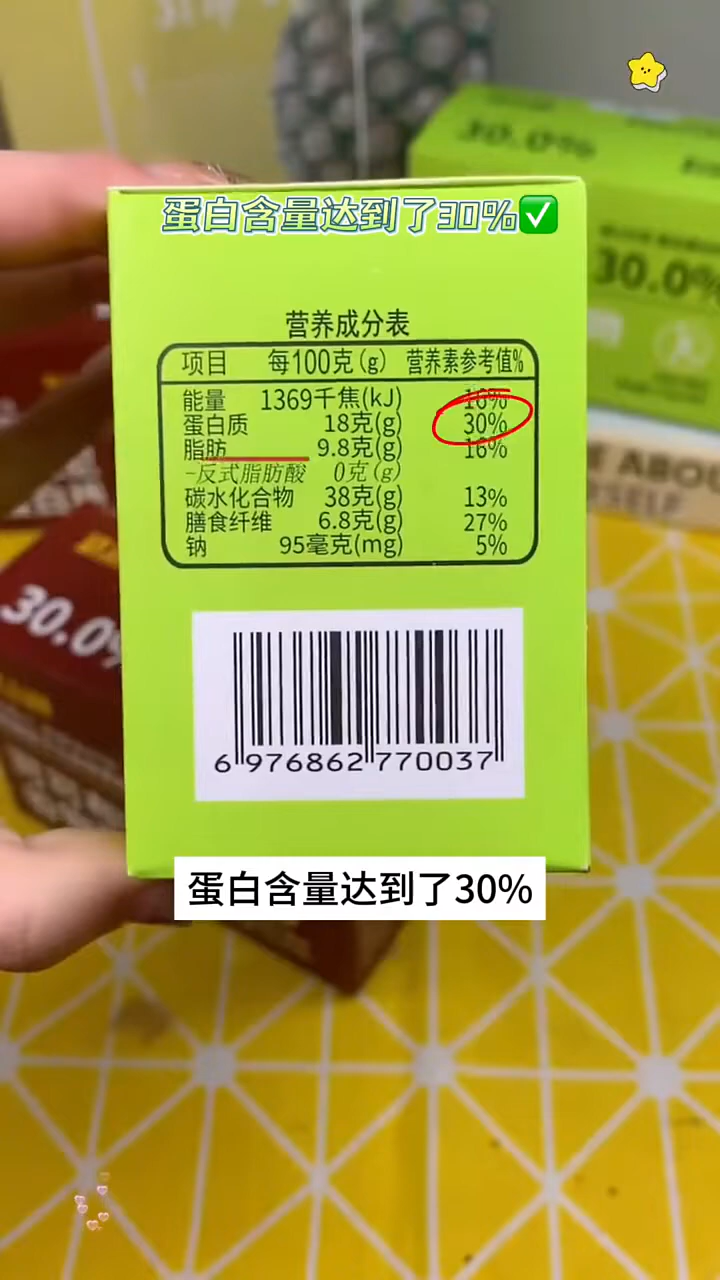 30.0%
蛋白含量达到了30%✅
30.0%
营养成分表
项目 每100克(g) 营养素参考值%
能量 1369千焦(kJ) 16%
蛋白质 18克(g) 30%
脂肪 9.8克(g) 16%
-反式脂肪酸 0克(g)
碳水化合物 38克(g) 13%
膳食纤维 6.8克(g) 27%
钠 95毫克(mg) 5%
30.0%
6 976862 770037
蛋白含量达到了30%